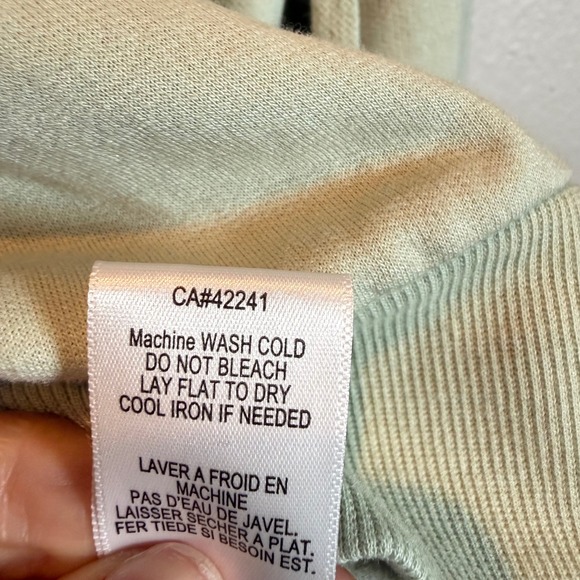 CA#42241
Machine WASH COLD
DO NOT BLEACH
LAY FLAT TO DRY
COOL IRON IF NEEDED
LAVER A FROID EN
MACHINE
PAS D'EAU DE JAVEL.
LAISSER SECHER A PLAT.
FER TIEDE SI BESOIN EST.